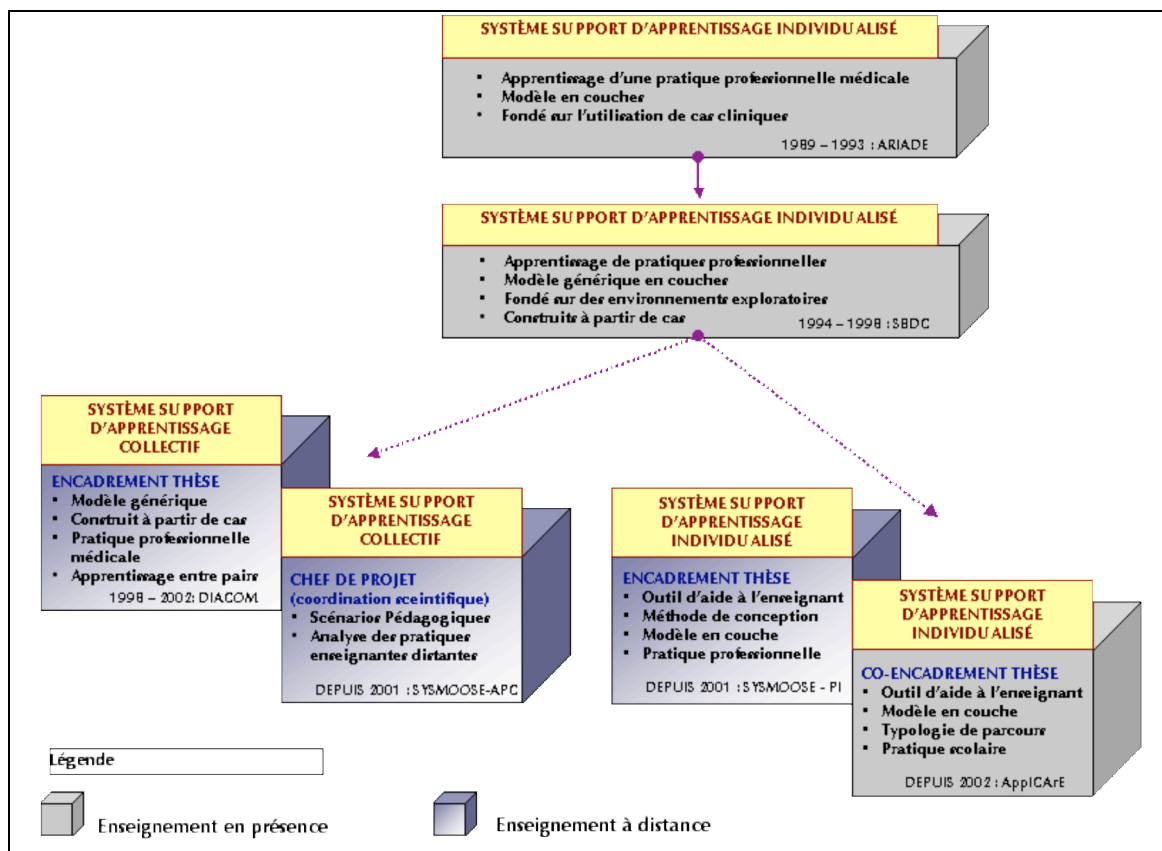 SYSTÈME SUPPORT D'APPRENTISSAGE INDIVIDUALISÉ
▪ Apprentissage d'une pratique professionnelle médicale
▪ Modèle en couches
▪ Fondé sur l'utilisation de cas cliniques
1989 – 1993 : ARIADE
SYSTÈME SUPPORT D'APPRENTISSAGE INDIVIDUALISÉ
▪ Apprentissage de pratiques professionnelles
▪ Modèle générique en couches
▪ Fondé sur des environnements exploratoires
▪ Construits à partir de cas
1994 – 1998 : SBDC
SYSTÈME SUPPORT
D'APPRENTISSAGE
COLLECTIF
ENCADREMENT THÈSE
▪ Modèle générique
▪ Construit à partir de cas
▪ Pratique professionnelle
médicale
▪ Apprentissage entre pairs
1998 – 2002: DIACOM
SYSTÈME SUPPORT
D'APPRENTISSAGE
COLLECTIF
CHEF DE PROJET
(coordination sceintifique)
▪ Scénarios Pédagogiques
▪ Analyse des pratiques
enseignantes distantes
DEPUIS 2001 : SYSMOOSE-APC
SYSTÈME SUPPORT
D'APPRENTISSAGE
INDIVIDUALISÉ
ENCADREMENT THÈSE
▪ Outil d'aide à l'enseignant
▪ Méthode de conception
▪ Modèle en couche
▪ Pratique professionnelle
DEPUIS 2001 : SYSMOOSE - PI
SYSTÈME SUPPORT
D'APPRENTISSAGE
INDIVIDUALISÉ
CO-ENCADREMENT THÈSE
▪ Outil d'aide à l'enseignant
▪ Modèle en couche
▪ Typologie de parcours
▪ Pratique scolaire
DEPUIS 2002 : ApplCArE
Légende
Enseignement en présence
Enseignement à distance